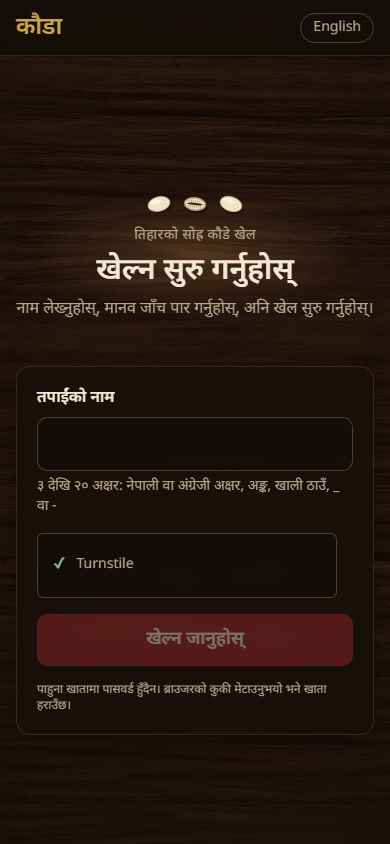 कौडा
English
तिहारको सोह्र कौडे खेल
खेल्न सुरु गर्नुहोस्
नाम लेख्नुहोस्, मानव जाँच पार गर्नुहोस्, अनि खेल सुरु गर्नुहोस्।
तपाईंको नाम
३ देखि २० अक्षर: नेपाली वा अंग्रेजी अक्षर, अङ्क, खाली ठाउँ, _
वा -
✓ Turnstile
खेल्न जानुहोस्
पाहुना खातामा पासवर्ड हुँदैन। ब्राउजरको कुकी मेटाउनुभयो भने खाता
हराउँछ।